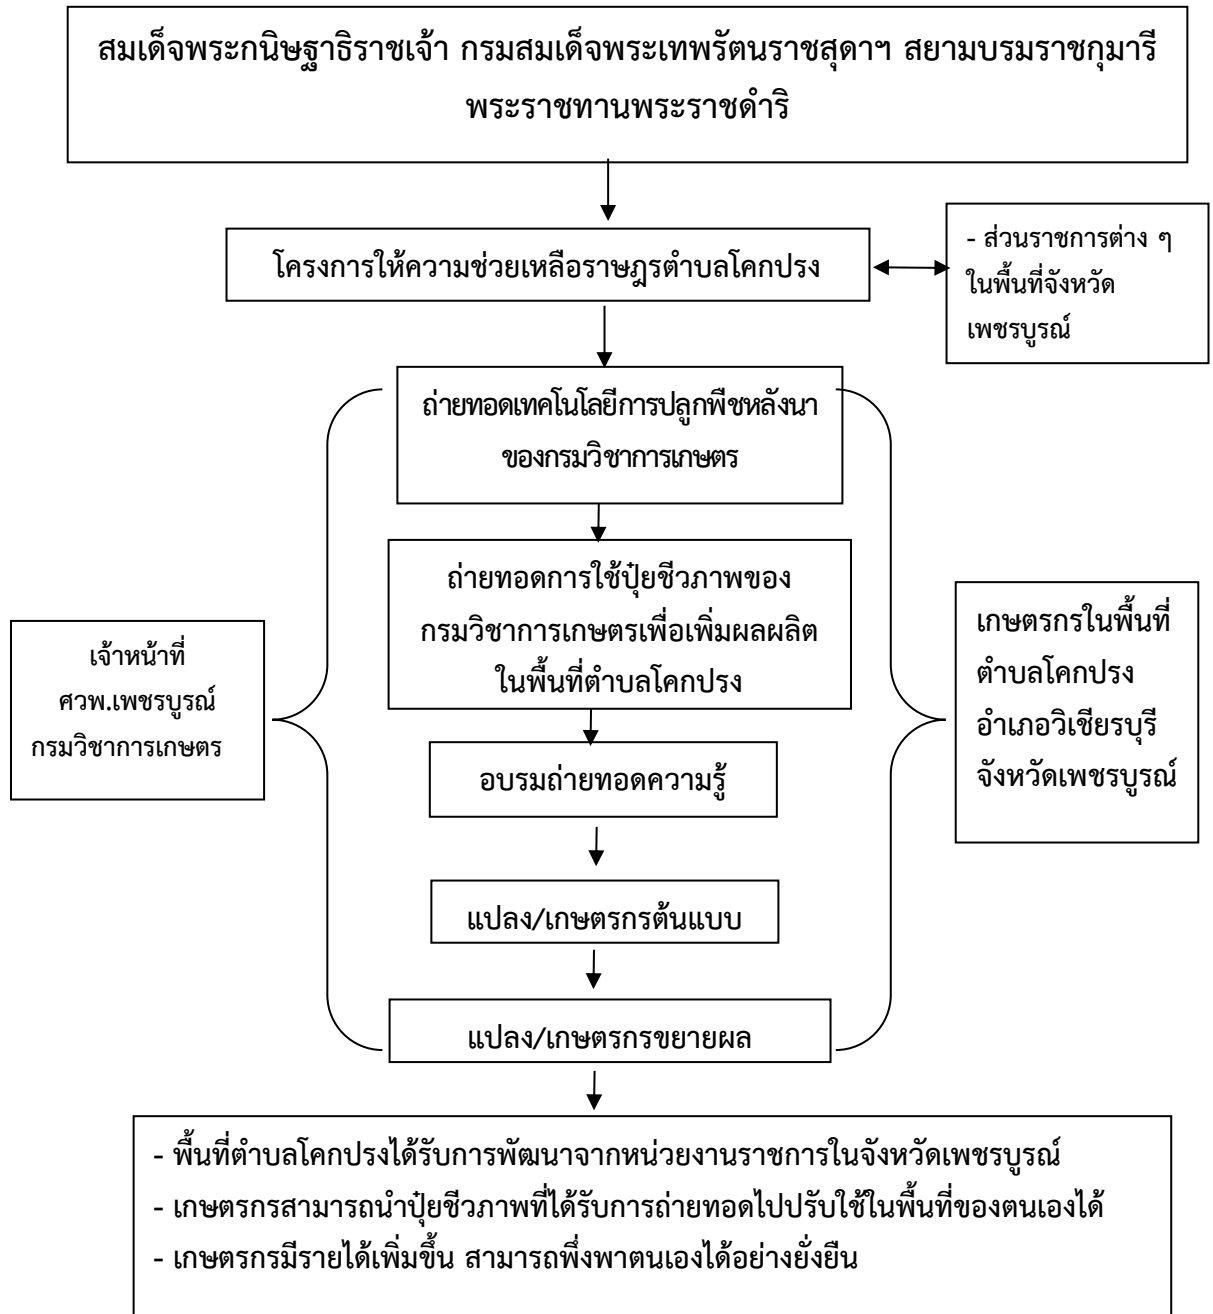 สมเด็จพระกนิษฐาธิราชเจ้า กรมสมเด็จพระเทพรัตนราชสุดาฯ สยามบรมราชกุมารี
พระราชทานพระราชดำริ
โครงการให้ความช่วยเหลือราษฎรตำบลโคกปรง
- ส่วนราชการต่าง ๆ
ในพื้นที่จังหวัด
เพชรบูรณ์
ถ่ายทอดเทคโนโลยีการปลูกพืชหลังนา
ของกรมวิชาการเกษตร
ถ่ายทอดการใช้ปุ๋ยชีวภาพของ
กรมวิชาการเกษตรเพื่อเพิ่มผลผลิต
ในพื้นที่ตำบลโคกปรง
เจ้าหน้าที่
ศวพ.เพชรบูรณ์
กรมวิชาการเกษตร
เกษตรกรในพื้นที่
ตำบลโคกปรง
อำเภอวิเชียรบุรี
จังหวัดเพชรบูรณ์
อบรมถ่ายทอดความรู้
แปลง/เกษตรกรต้นแบบ
แปลง/เกษตรกรขยายผล
- พื้นที่ตำบลโคกปรงได้รับการพัฒนาจากหน่วยงานราชการในจังหวัดเพชรบูรณ์
- เกษตรกรสามารถนำปุ๋ยชีวภาพที่ได้รับการถ่ายทอดไปปรับใช้ในพื้นที่ของตนเองได้
- เกษตรกรมีรายได้เพิ่มขึ้น สามารถพึ่งพาตนเองได้อย่างยั่งยืน